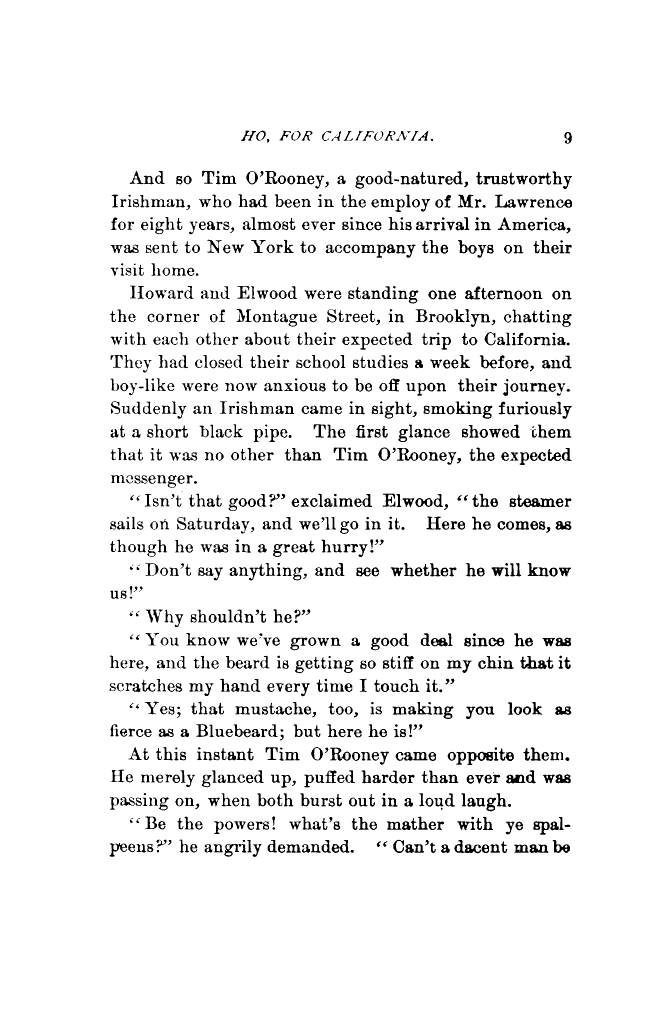 HO, FOR CALIFORNIA. 9
And so Tim O'Rooney, a good-natured, trustworthy
Irishman, who had been in the employ of Mr. Lawrence
for eight years, almost ever since his arrival in America,
was sent to New York to accompany the boys on their
visit home.
Howard and Elwood were standing one afternoon on
the corner of Montague Street, in Brooklyn, chatting
with each other about their expected trip to California.
They had closed their school studies a week before, and
boy-like were now anxious to be off upon their journey.
Suddenly an Irishman came in sight, smoking furiously
at a short black pipe. The first glance showed them
that it was no other than Tim O'Rooney, the expected
messenger.
"Isn't that good?" exclaimed Elwood, "the steamer
sails on Saturday, and we'll go in it. Here he comes, as
though he was in a great hurry!"
"Don't say anything, and see whether he will know
us!"
"Why shouldn't he?"
"You know we've grown a good deal since he was
here, and the beard is getting so stiff on my chin that it
scratches my hand every time I touch it."
"Yes; that mustache, too, is making you look as
fierce as a Bluebeard; but here he is!"
At this instant Tim O'Rooney came opposite them.
He merely glanced up, puffed harder than ever and was
passing on, when both burst out in a loud laugh.
"Be the powers! what's the mather with ye spal-
peens?" he angrily demanded. "Can't a dacent man be